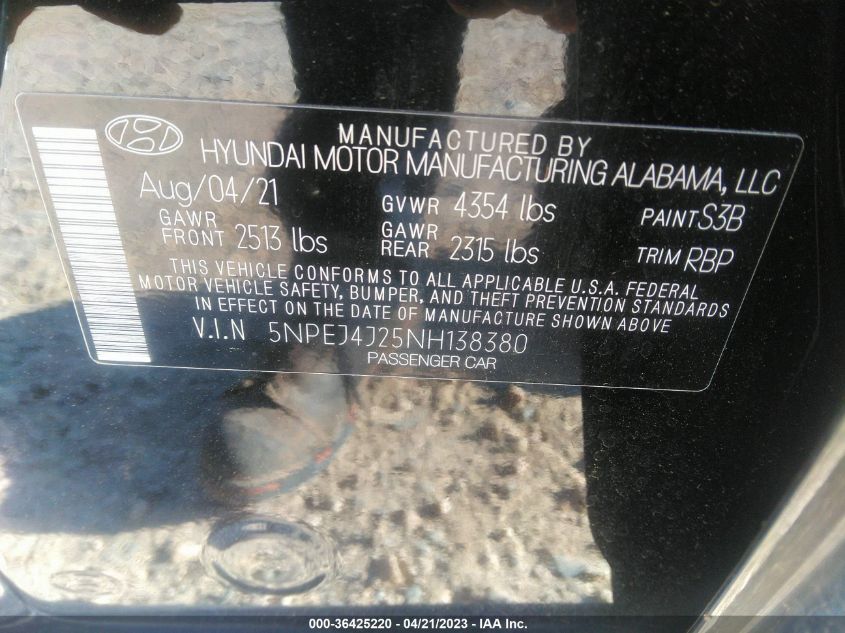 MANUFACTURED BY
HYUNDAI MOTOR MANUFACTURING ALABAMA, LLC
Aug/04/21 GVWR 4354 lbs PAINT S3B
GAWR FRONT 2513 lbs GAWR REAR 2315 lbs TRIM RBP
THIS VEHICLE CONFORMS TO ALL APPLICABLE U.S.A. FEDERAL
MOTOR VEHICLE SAFETY, BUMPER, AND THEFT PREVENTION STANDARDS
IN EFFECT ON THE DATE OF MANUFACTURE SHOWN ABOVE
V.I.N 5NPEJ4J25NH138380
PASSENGER CAR
000-36425220 - 04/21/2023 - IAA Inc.